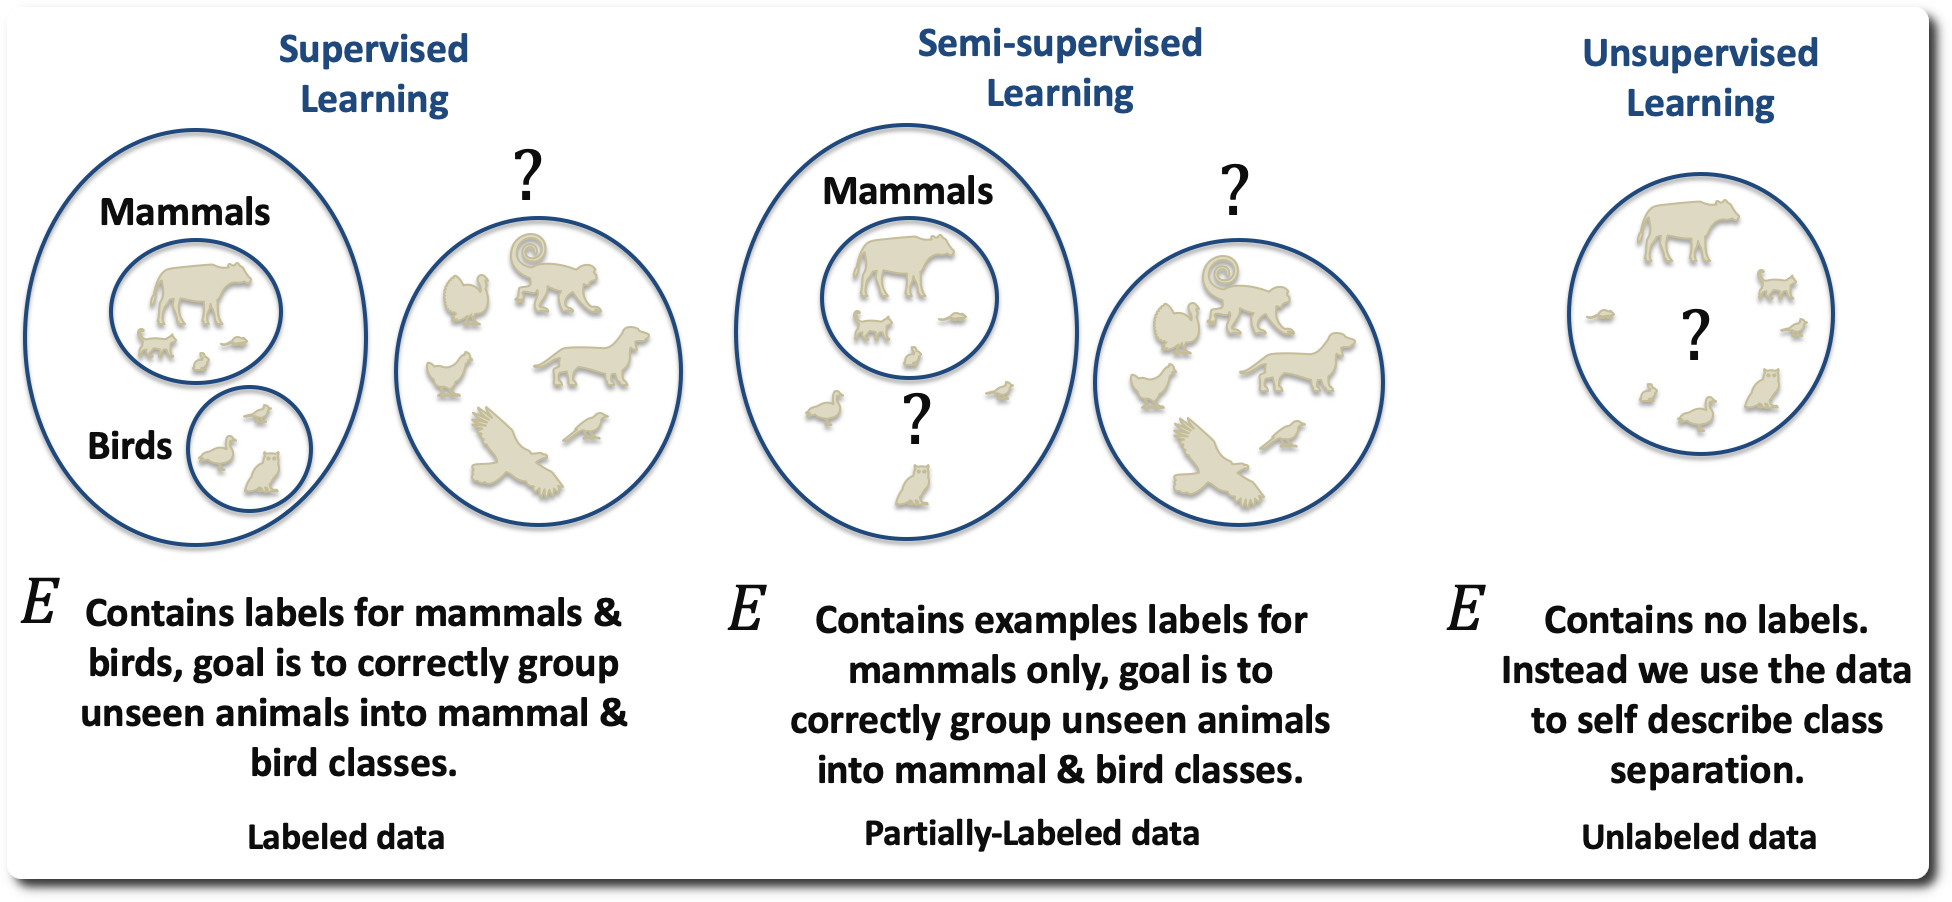 Supervised
Learning
Mammals
Birds
?
E
Contains labels for mammals &
birds, goal is to correctly group
unseen animals into mammal &
bird classes.
Labeled data
Semi-supervised
Learning
Mammals
?
?
E
Contains examples labels for
mammals only, goal is to
correctly group unseen animals
into mammal & bird classes.
Partially-Labeled data
Unsupervised
Learning
?
E
Contains no labels.
Instead we use the data
to self describe class
separation.
Unlabeled data